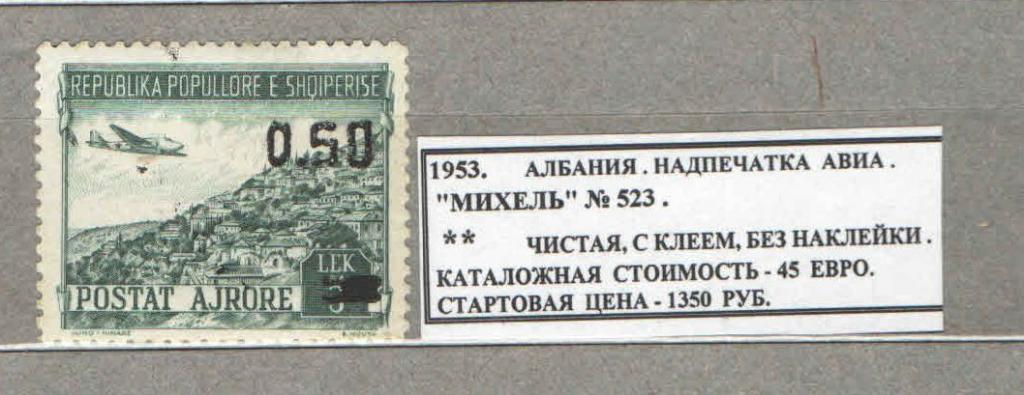 REPUBLIKA POPULLORE E SHQIPERISE
0.50
LEK
POSTAT AJRORE
1953. АЛБАНИЯ. НАДПЕЧАТКА АВИА.
"МИХЕЛЬ" № 523.
** ЧИСТАЯ, С КЛЕЕМ, БЕЗ НАКЛЕЙКИ.
КАТАЛОЖНАЯ СТОИМОСТЬ - 45 ЕВРО.
СТАРТОВАЯ ЦЕНА - 1350 РУБ.